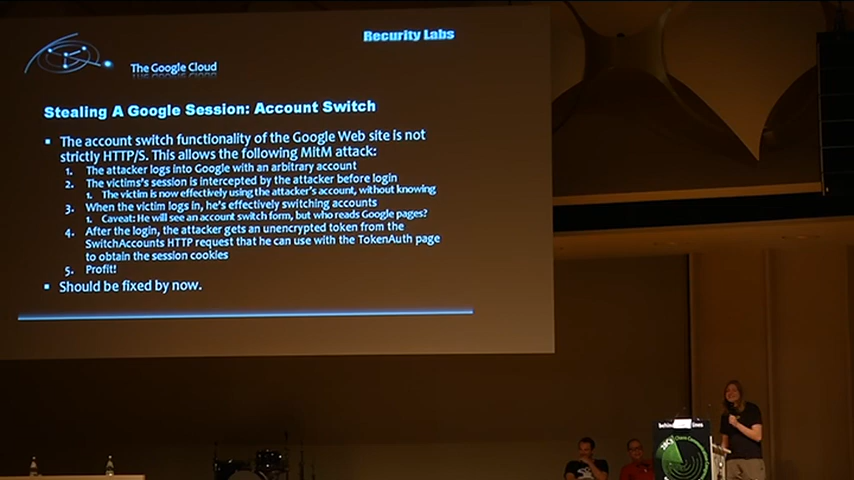 Recurity Labs
The Google Cloud
Stealing A Google Session: Account Switch
▪ The account switch functionality of the Google Web site is not
strictly HTTP/S. This allows the following MitM attack:
1. The attacker logs into Google with an arbitrary account
2. The victims's session is intercepted by the attacker before login
1. The victim is now effectively using the attacker's account, without knowing
3. When the victim logs in, he's effectively switching accounts
1. Caveat: He will see an account switch form, but who reads Google pages?
4. After the login, the attacker gets an unencrypted token from the
SwitchAccounts HTTP request that he can use with the TokenAuth page
to obtain the session cookies
5. Profit!
▪ Should be fixed by now.
behind lines
28C3
Chaos